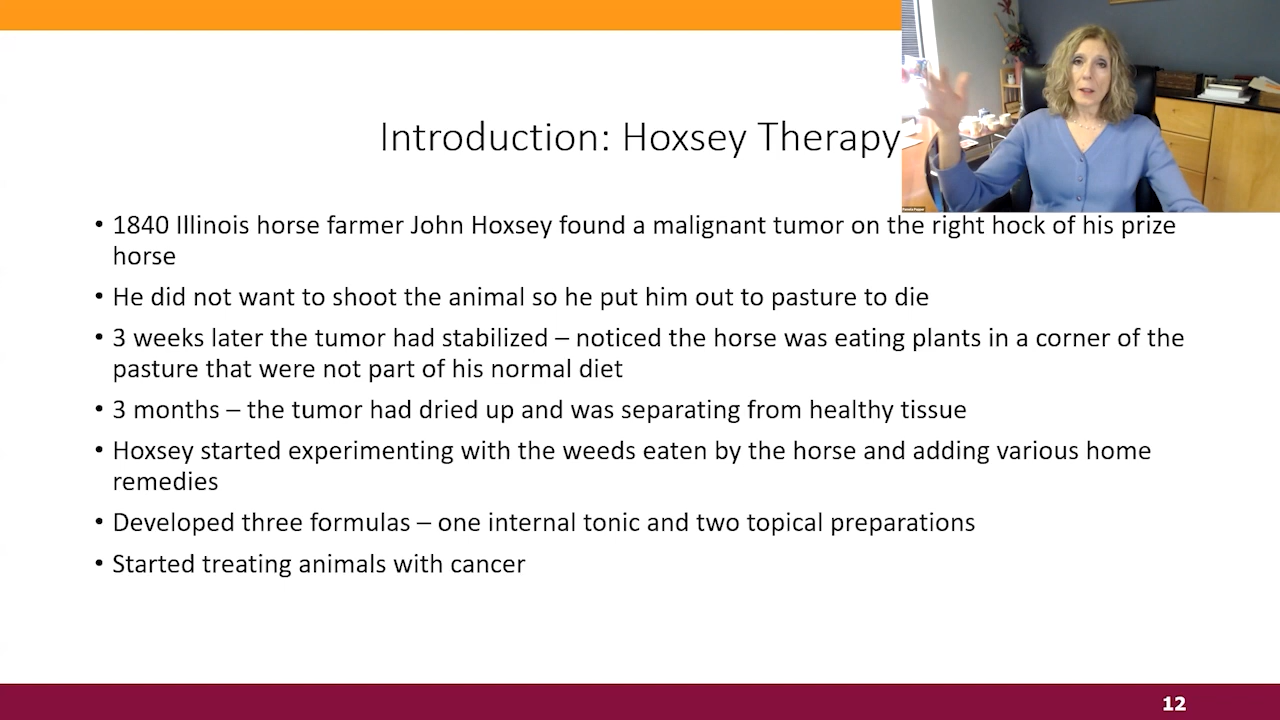 Introduction: Hoxsey Therapy
• 1840 Illinois horse farmer John Hoxsey found a malignant tumor on the right hock of his prize
horse
• He did not want to shoot the animal so he put him out to pasture to die
• 3 weeks later the tumor had stabilized – noticed the horse was eating plants in a corner of the
pasture that were not part of his normal diet
• 3 months – the tumor had dried up and was separating from healthy tissue
• Hoxsey started experimenting with the weeds eaten by the horse and adding various home
remedies
• Developed three formulas – one internal tonic and two topical preparations
• Started treating animals with cancer
12